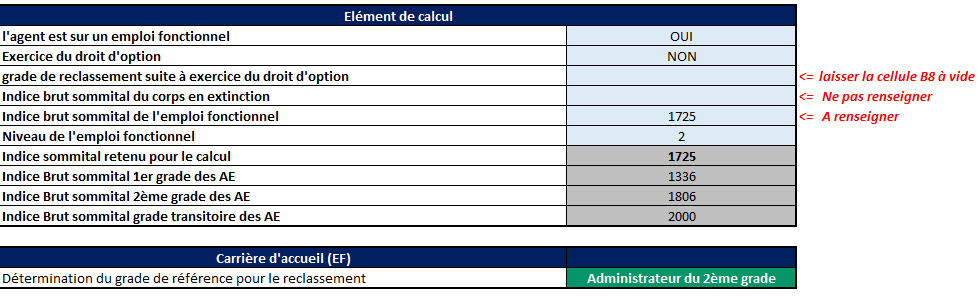 Elément de calcul
l'agent est sur un emploi fonctionnel OUI
Exercice du droit d'option NON
grade de reclassement suite à exercice du droit d'option <= laisser la cellule B8 à vide
Indice brut sommital du corps en extinction <= Ne pas renseigner
Indice brut sommital de l'emploi fonctionnel 1725 <= A renseigner
Niveau de l'emploi fonctionnel 2
Indice sommital retenu pour le calcul 1725
Indice Brut sommital 1er grade des AE 1336
Indice Brut sommital 2ème grade des AE 1806
Indice Brut sommital grade transitoire des AE 2000
Carrière d'accueil (EF)
Détermination du grade de référence pour le reclassement Administrateur du 2ème grade